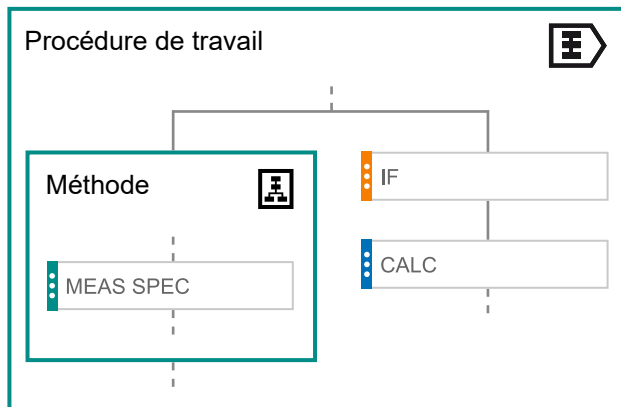 Procédure de travail
Méthode
MEAS SPEC
IF
CALC